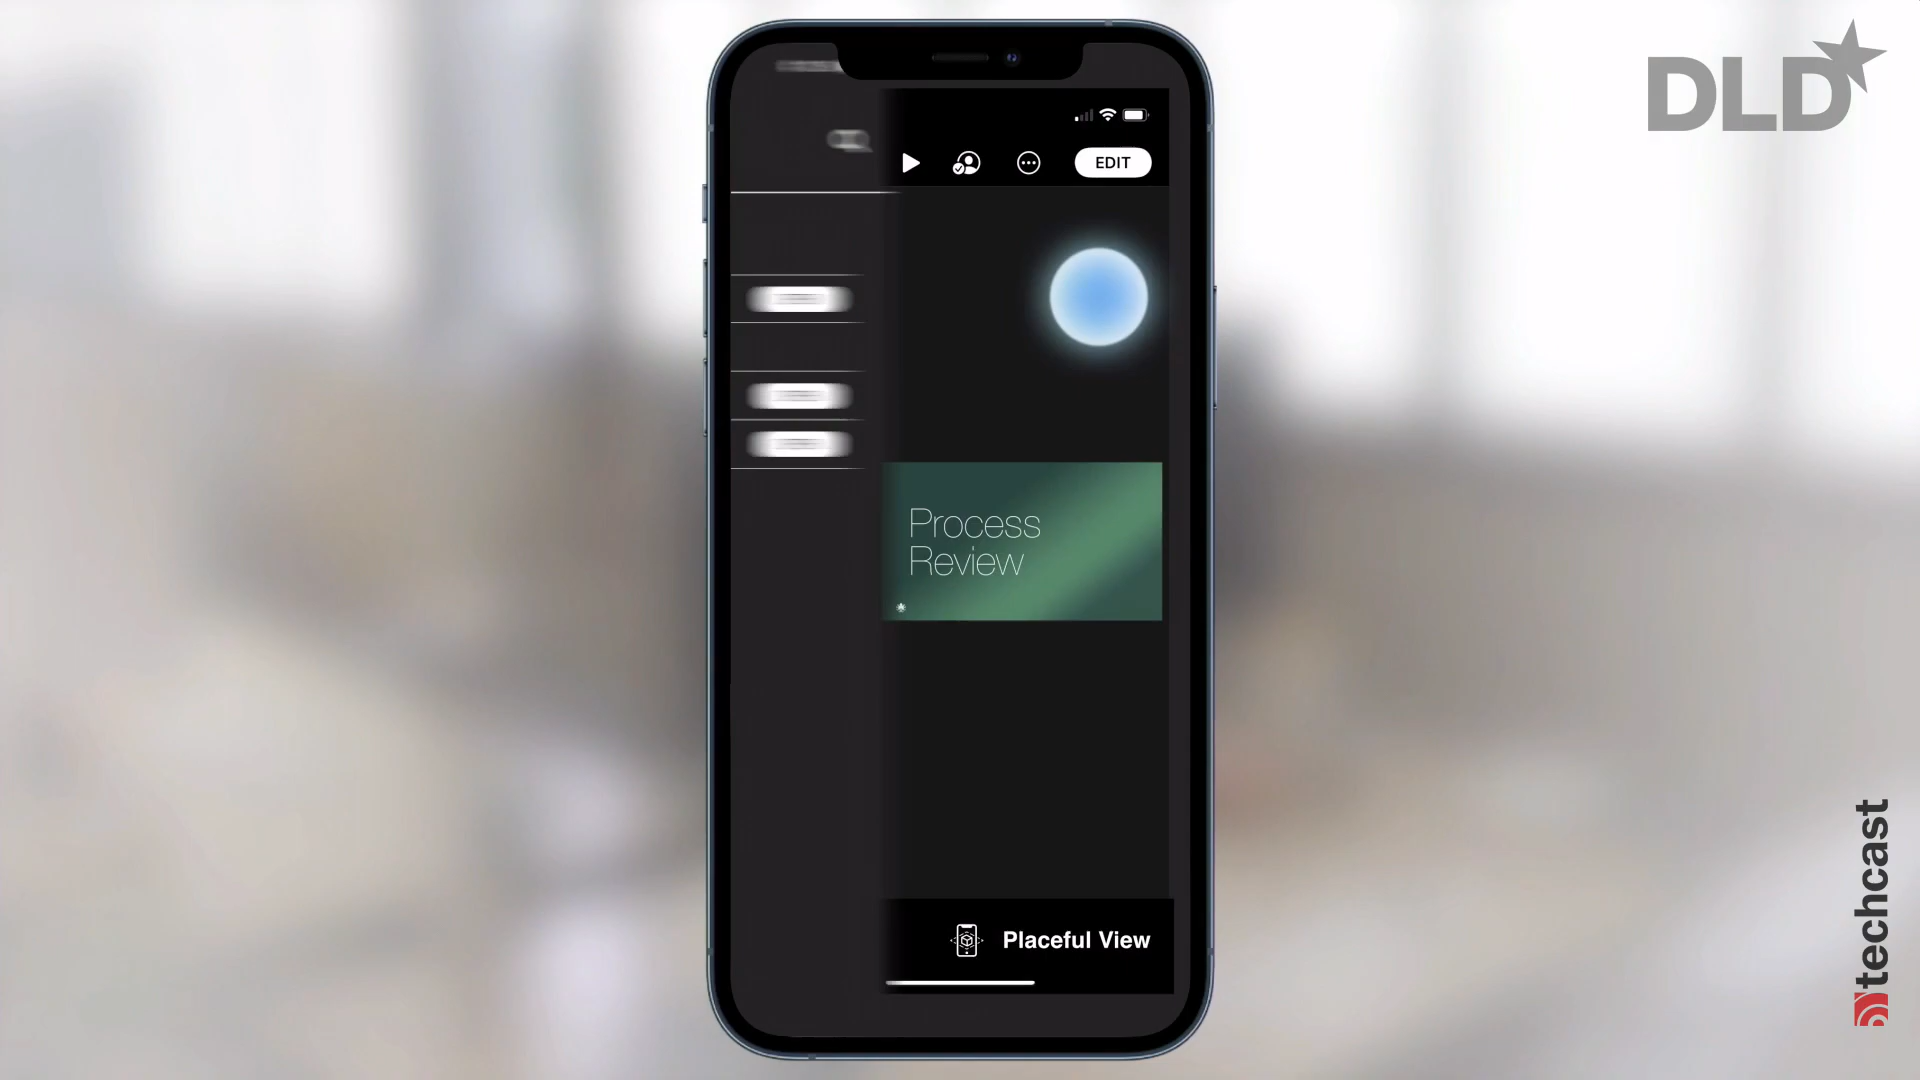 DLD
EDIT
Process
Review
Placeful View
techcast